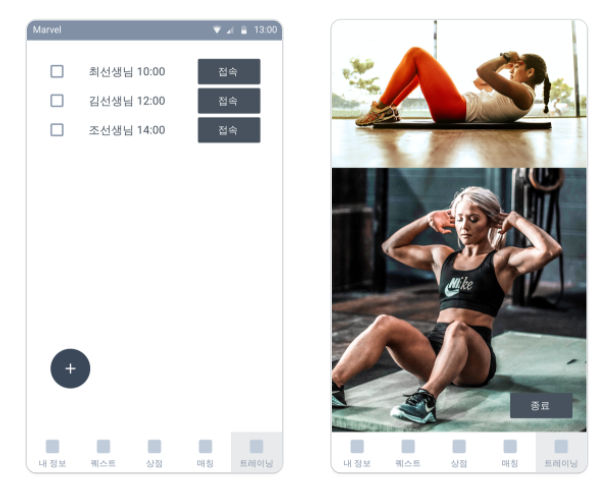 Marvel 13:00
최선생님 10:00 접속
김선생님 12:00 접속
조선생님 14:00 접속
+
내 정보 퀘스트 상점 매칭 트레이닝
Nike
종료
내 정보 퀘스트 상점 매칭 트레이닝